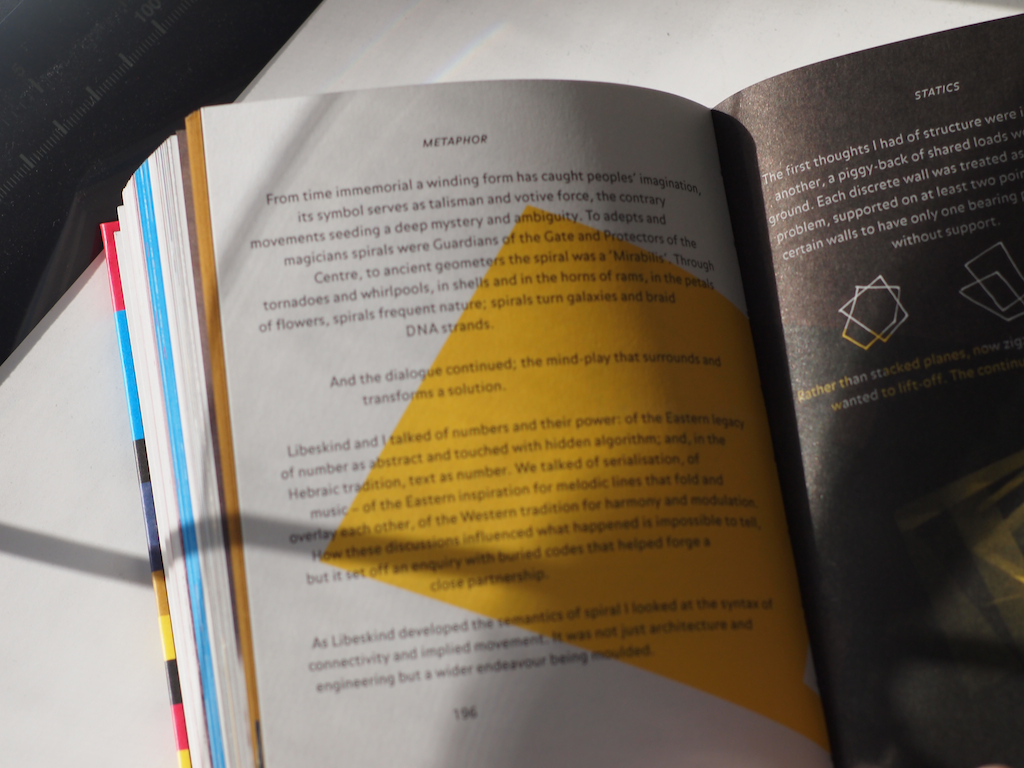 100
METAPHOR
From time immemorial a winding form has caught peoples' imagination,
its symbol serves as talisman and votive force, the contrary
movements seeding a deep mystery and ambiguity. To adepts and
magicians spirals were Guardians of the Gate and Protectors of the
Centre, to ancient geometers the spiral was a 'Mirabilis'. Through
tornadoes and whirlpools, in shells and in the horns of rams, in the petals
of flowers, spirals frequent nature; spirals turn galaxies and braid
DNA strands.
And the dialogue continued; the mind-play that surrounds and
transforms a solution.
Libeskind and I talked of numbers and their power: of the Eastern legacy
of number as abstract and touched with hidden algorithm; and, in the
Hebraic tradition, text as number. We talked of serialisation, of
music – of the Eastern inspiration for melodic lines that fold and
overlay each other, of the Western tradition for harmony and modulation.
How these discussions influenced what happened is impossible to tell,
but it set off an enquiry with buried codes that helped forge a
close partnership.
As Libeskind developed the semantics of spiral I looked at the syntax of
connectivity and implied movement. It was not just architecture and
engineering but a wider endeavour being moulded.
196
STATICS
The first thoughts I had of structure were
another, a piggy-back of shared loads
ground. Each discrete wall was treated as
problem, supported on at least two
certain walls to have only one bearing
without support.
Rather than stacked planes, now
wanted to lift-off. The